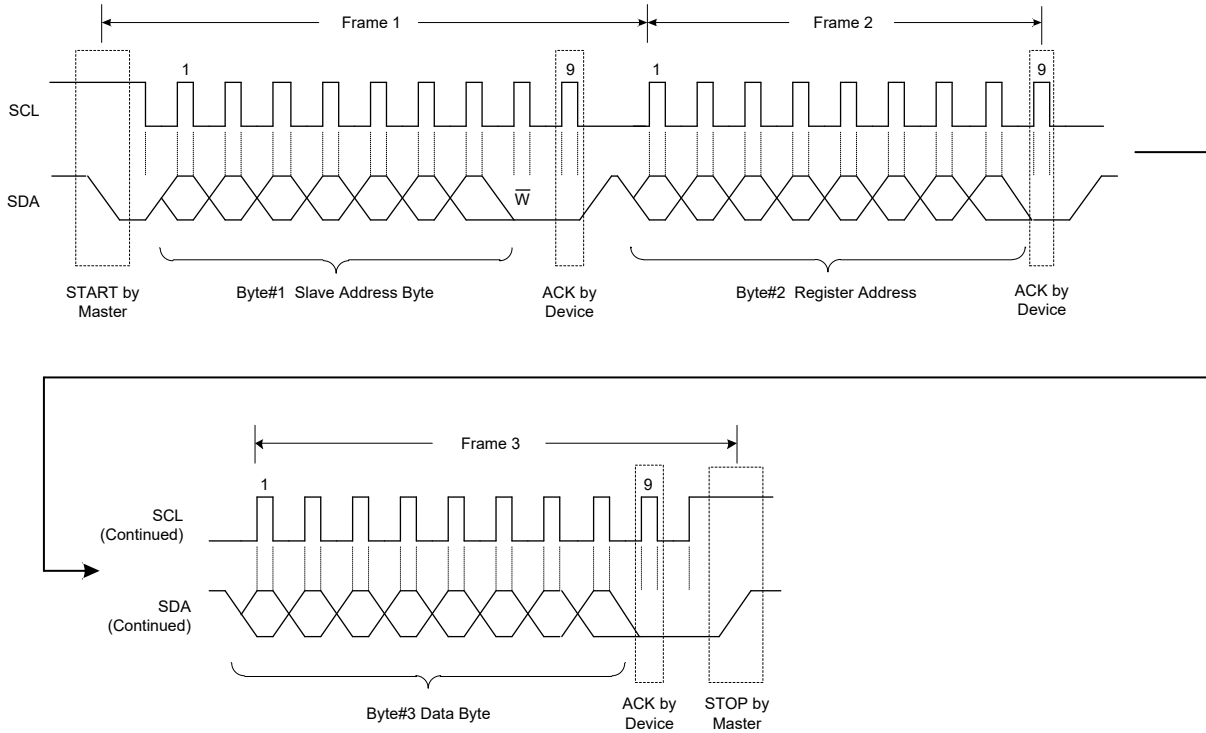 Frame 1
Frame 2
1
9
1
9
SCL
SDA
W̅
START by
Master
Byte#1 Slave Address Byte
ACK by
Device
Byte#2 Register Address
ACK by
Device
Frame 3
1
9
SCL
(Continued)
SDA
(Continued)
Byte#3 Data Byte
ACK by
Device
STOP by
Master